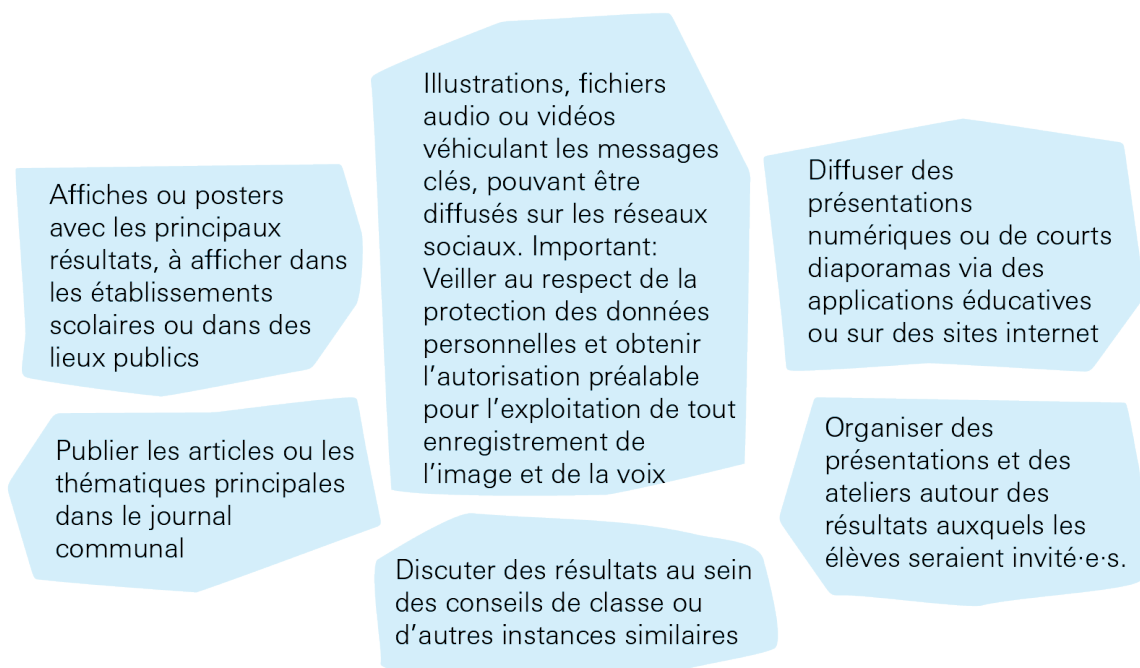 Affiches ou posters
avec les principaux
résultats, à afficher dans
les établissements
scolaires ou dans des
lieux publics
Illustrations, fichiers
audio ou vidéos
véhiculant les messages
clés, pouvant être
diffusés sur les réseaux
sociaux. Important:
Veiller au respect de la
protection des données
personnelles et obtenir
l’autorisation préalable
pour l’exploitation de tout
enregistrement de
l’image et de la voix
Diffuser des
présentations
numériques ou de courts
diaporamas via des
applications éducatives
ou sur des sites internet
Publier les articles ou les
thématiques principales
dans le journal
communal
Discuter des résultats au sein
des conseils de classe ou
d’autres instances similaires
Organiser des
présentations et des
ateliers autour des
résultats auxquels les
élèves seraient invité·e·s.